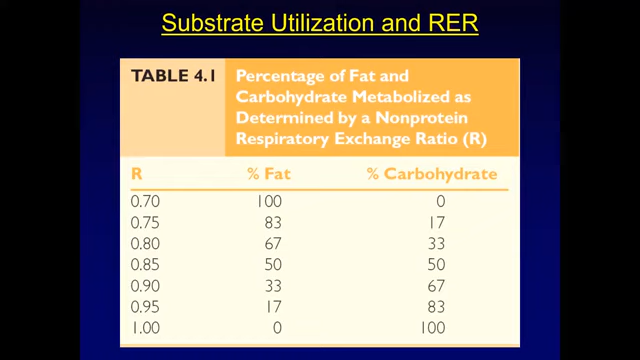 Substrate Utilization and RER
TABLE 4.1
Percentage of Fat and
Carbohydrate Metabolized as
Determined by a Nonprotein
Respiratory Exchange Ratio (R)
R % Fat % Carbohydrate
0.70 100 0
0.75 83 17
0.80 67 33
0.85 50 50
0.90 33 67
0.95 17 83
1.00 0 100